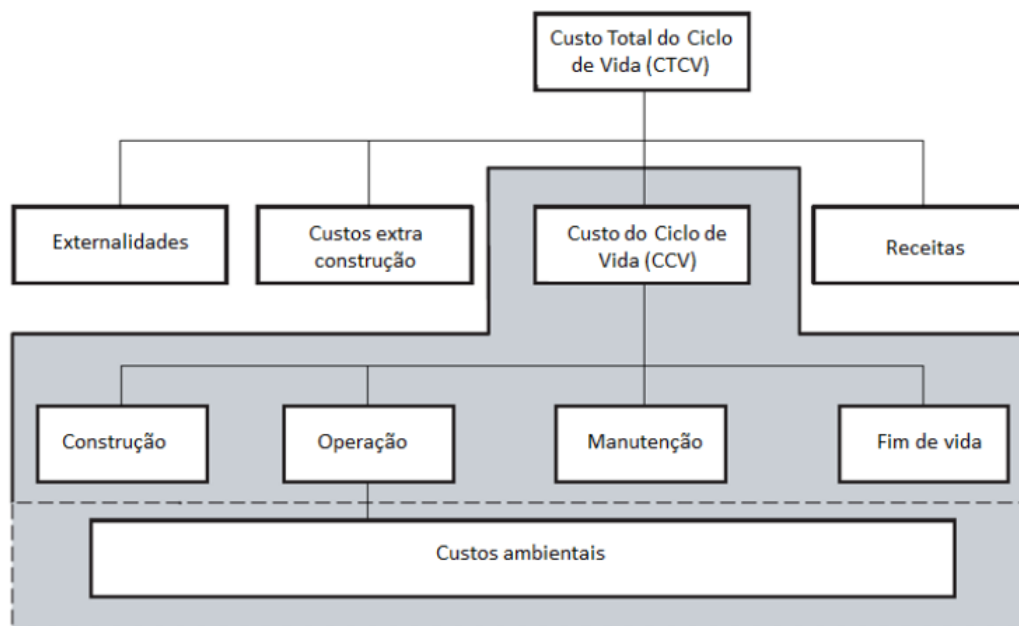 Custo Total do Ciclo
de Vida (CTCV)
Externalidades
Custos extra
construção
Custo do Ciclo de
Vida (CCV)
Receitas
Construção
Operação
Manutenção
Fim de vida
Custos ambientais